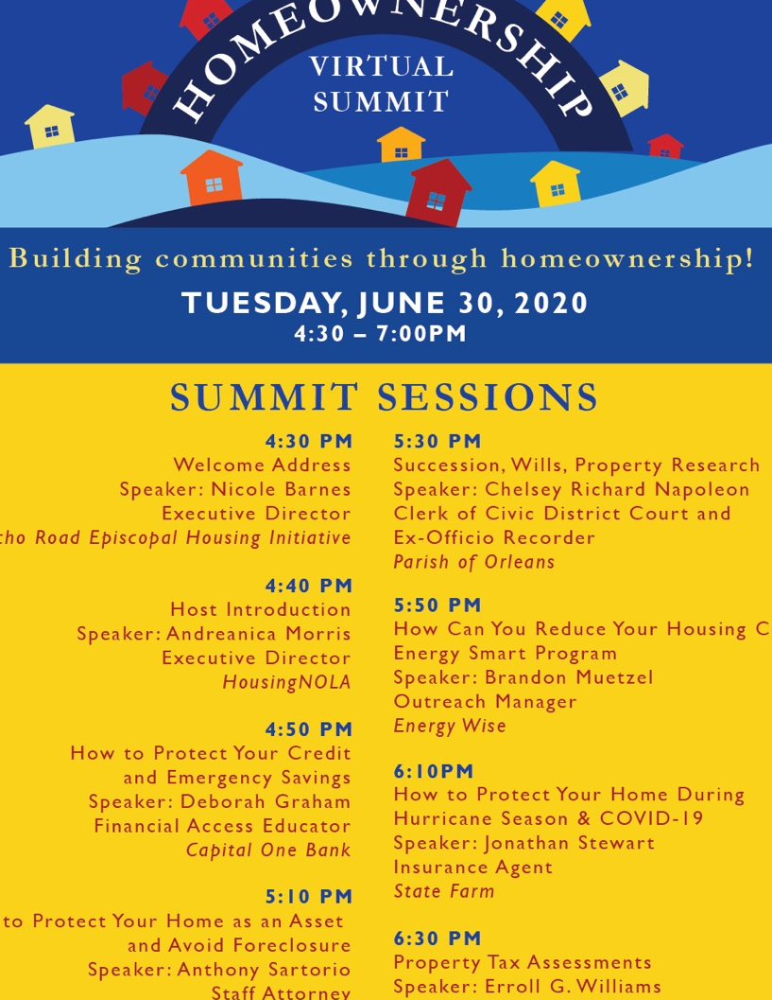 HOMEOWNERSHIP
VIRTUAL
SUMMIT
Building communities through homeownership!
TUESDAY, JUNE 30, 2020
4:30 – 7:00PM
SUMMIT SESSIONS
4:30 PM
Welcome Address
Speaker: Nicole Barnes
Executive Director
Road Episcopal Housing Initiative
4:40 PM
Host Introduction
Speaker: Andreanica Morris
Executive Director
HousingNOLA
4:50 PM
How to Protect Your Credit
and Emergency Savings
Speaker: Deborah Graham
Financial Access Educator
Capital One Bank
5:10 PM
to Protect Your Home as an Asset
and Avoid Foreclosure
Speaker: Anthony Sartorio
Staff Attorney
5:30 PM
Succession, Wills, Property Research
Speaker: Chelsey Richard Napoleon
Clerk of Civic District Court and
Ex-Officio Recorder
Parish of Orleans
5:50 PM
How Can You Reduce Your Housing
Energy Smart Program
Speaker: Brandon Muetzel
Outreach Manager
Energy Wise
6:10PM
How to Protect Your Home During
Hurricane Season & COVID-19
Speaker: Jonathan Stewart
Insurance Agent
State Farm
6:30 PM
Property Tax Assessments
Speaker: Erroll G. Williams